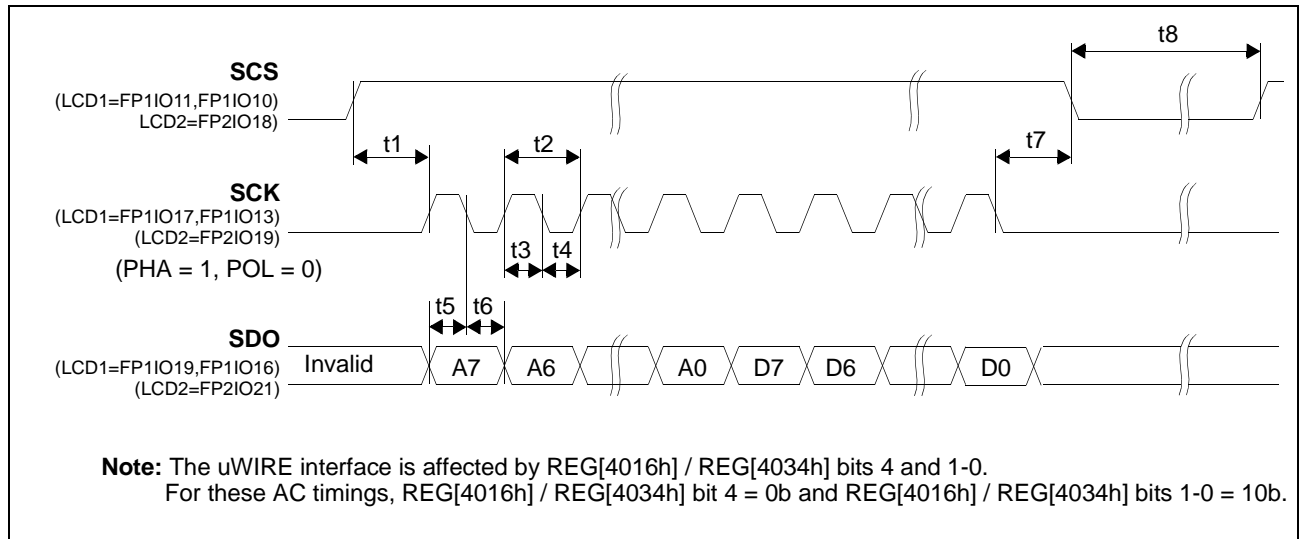 t8
SCS
(LCD1=FP1IO11,FP1IO10)
LCD2=FP2IO18)
t1
t2
t7
SCK
(LCD1=FP1IO17,FP1IO13)
(LCD2=FP2IO19)
(PHA = 1, POL = 0)
t3
t4
t5
t6
SDO
(LCD1=FP1IO19,FP1IO16)
(LCD2=FP2IO21)
Invalid
A7
A6
A0
D7
D6
D0
Note: The uWIRE interface is affected by REG[4016h] / REG[4034h] bits 4 and 1-0.
For these AC timings, REG[4016h] / REG[4034h] bit 4 = 0b and REG[4016h] / REG[4034h] bits 1-0 = 10b.